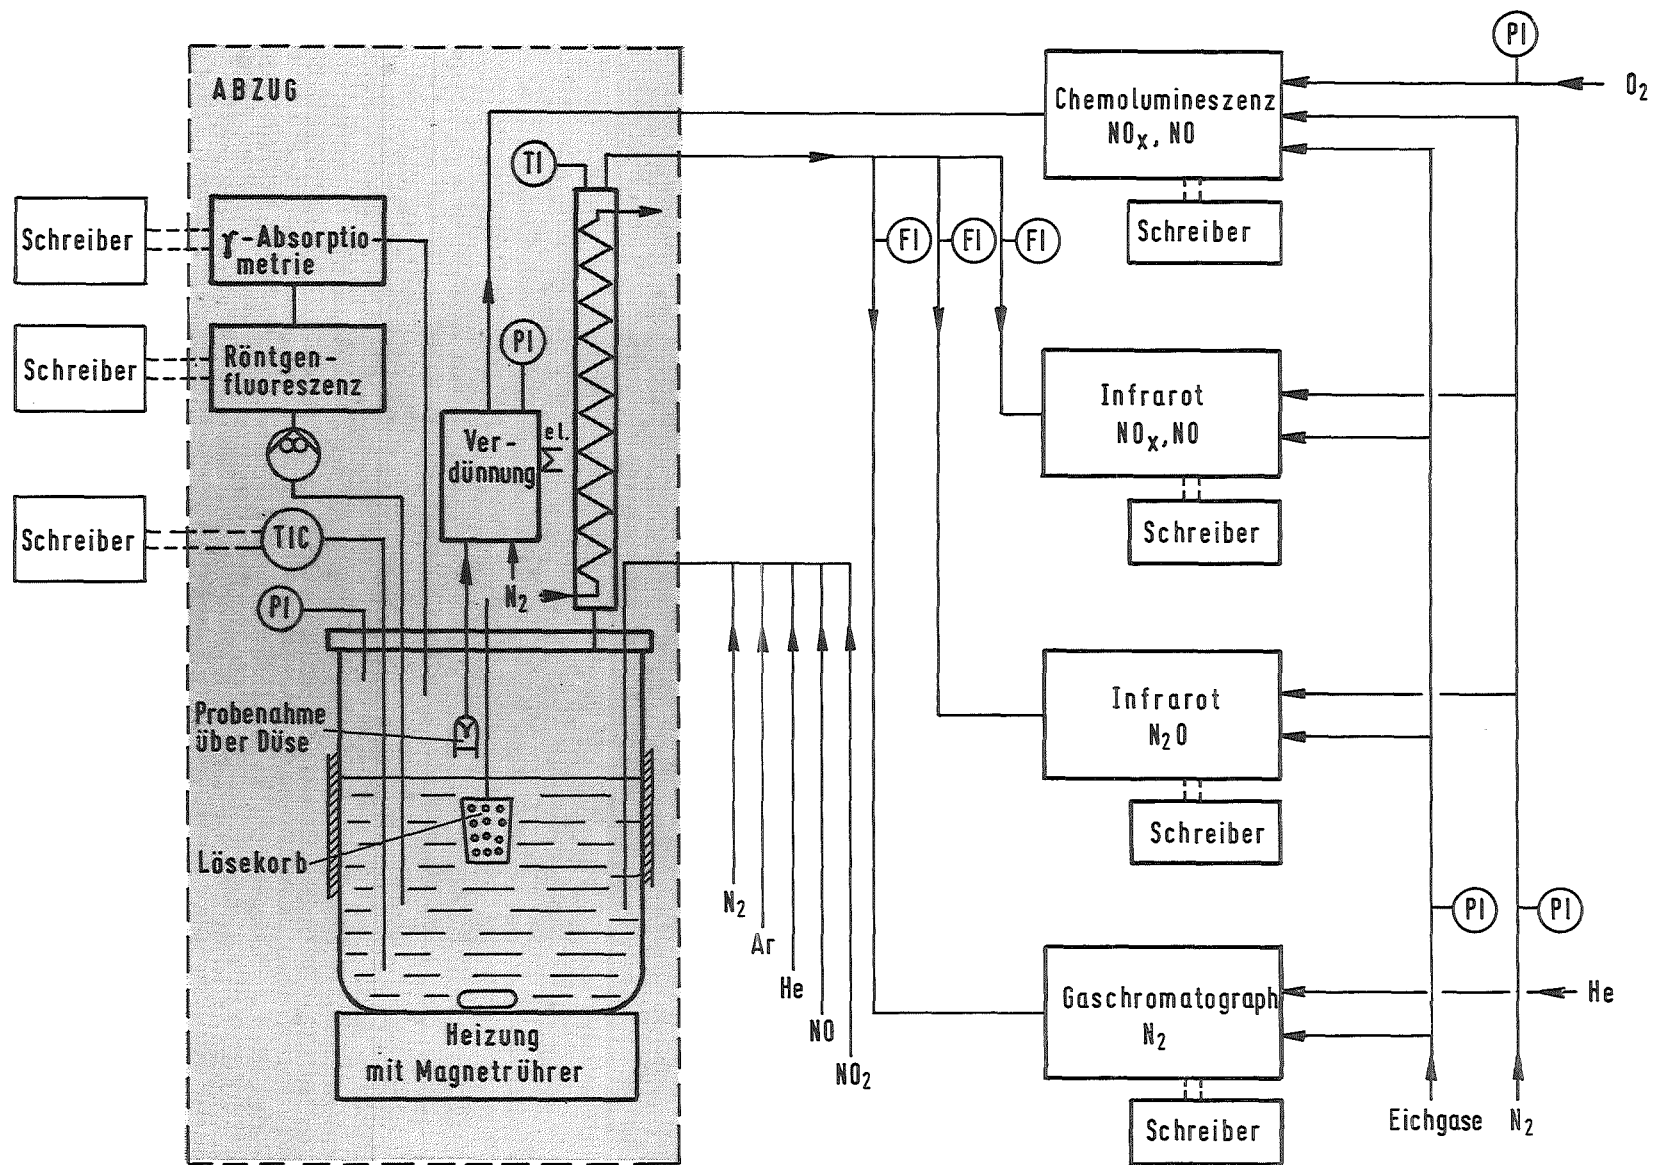 PI
O₂
ABZUG
Chemolumineszenz
NOx, NO
TI
Schreiber
Schreiber
γ-Absorptio
metrie
FI
FI
FI
PI
Schreiber
Röntgen-
fluoreszenz
Infrarot
NOx, NO
el.
Ver-
dünnung
Schreiber
Schreiber
TIC
PI
N₂
Probenahme
über Düse
Infrarot
N₂O
Schreiber
Lösekorb
N₂
Ar
He
NO
NO₂
PI
PI
Gaschromatograph
N₂
He
Heizung
mit Magnetrührer
Schreiber
Eichgase
N₂